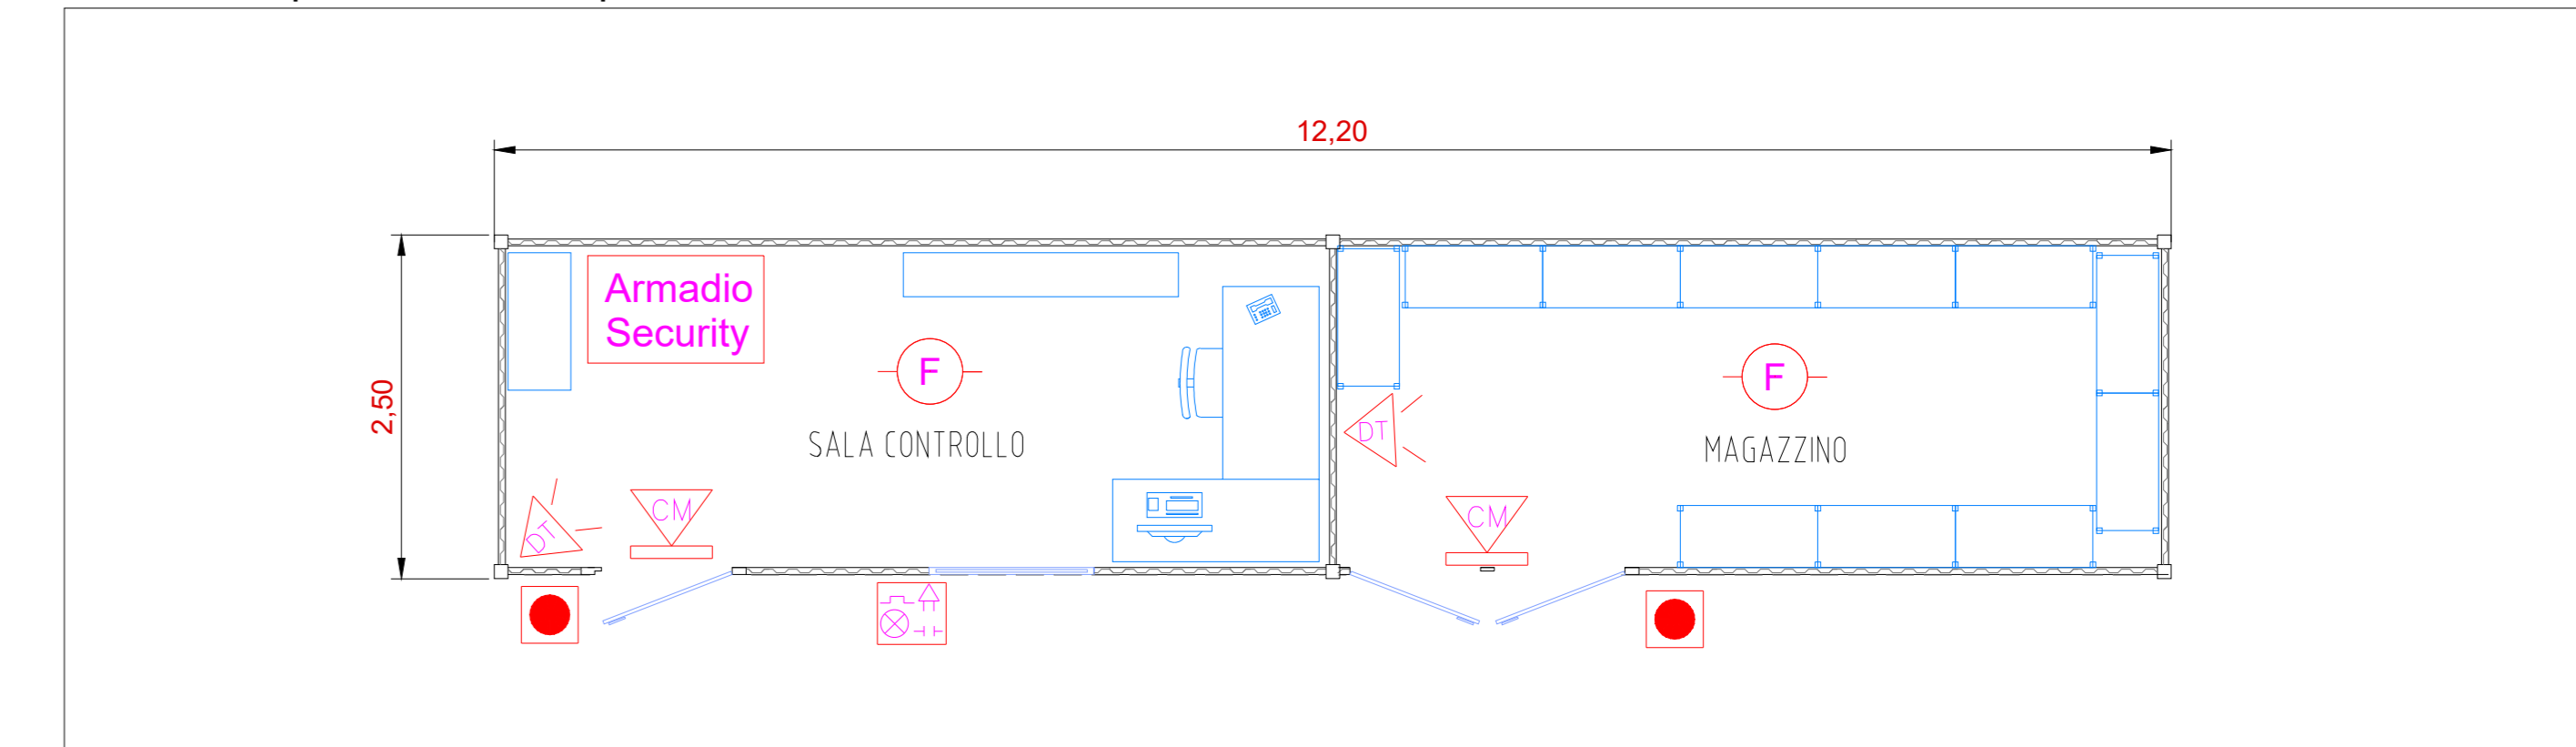 12,20
2,50
Armadio
Security
F
F
DT
SALA CONTROLLO
MAGAZZINO
CM
CM
DT